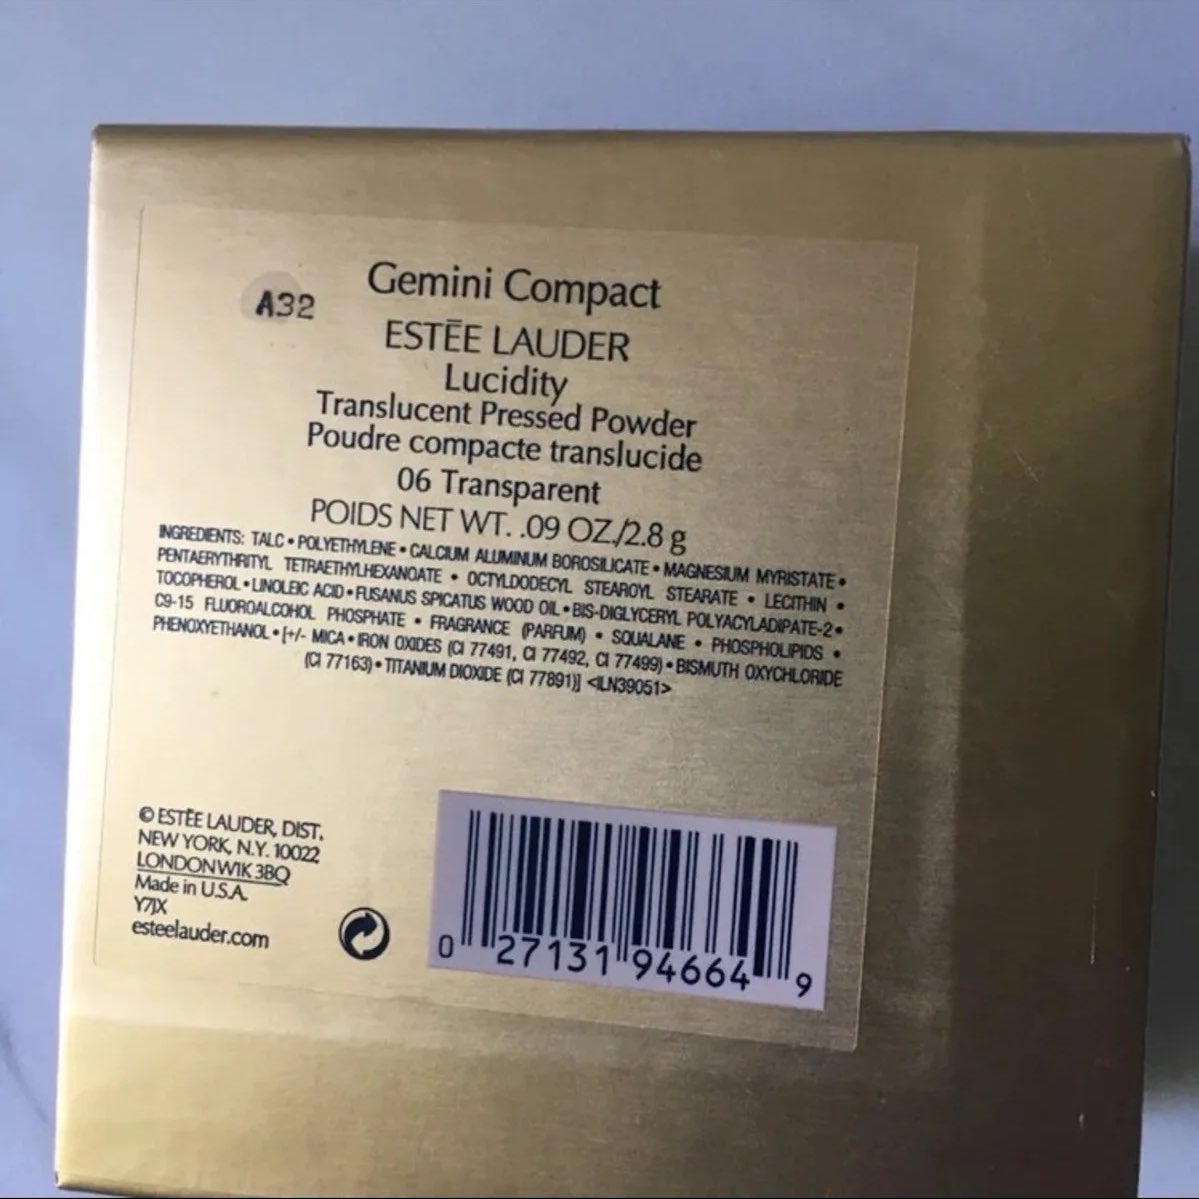 A32
Gemini Compact
ESTĒE LAUDER
Lucidity
Translucent Pressed Powder
Poudre compacte translucide
06 Transparent
POIDS NET WT. .09 OZ./2.8 g
INGREDIENTS: TALC • POLYETHYLENE • CALCIUM ALUMINUM BOROSILICATE • MAGNESIUM MYRISTATE •
PENTAERYTHRITYL TETRAETHYLHEXANOATE • OCTYLDODECYL STEAROYL STEARATE • LECITHIN •
TOCOPHEROL • LINOLEIC ACID • FUSANUS SPICATUS WOOD OIL • BIS-DIGLYCERYL POLYACYLADIPATE-2 •
C9-15 FLUOROALCOHOL PHOSPHATE • FRAGRANCE (PARFUM) • SQUALANE • PHOSPHOLIPIDS •
PHENOXYETHANOL • [+/- MICA • IRON OXIDES (CI 77491, CI 77492, CI 77499) • BISMUTH OXYCHLORIDE
(CI 77163) • TITANIUM DIOXIDE (CI 77891)] <ILN39051>
© ESTĒE LAUDER, DIST.
NEW YORK, N.Y. 10022
LONDON W1K 3BQ
Made in U.S.A.
Y7JX
esteelauder.com
0 27131 94664 9